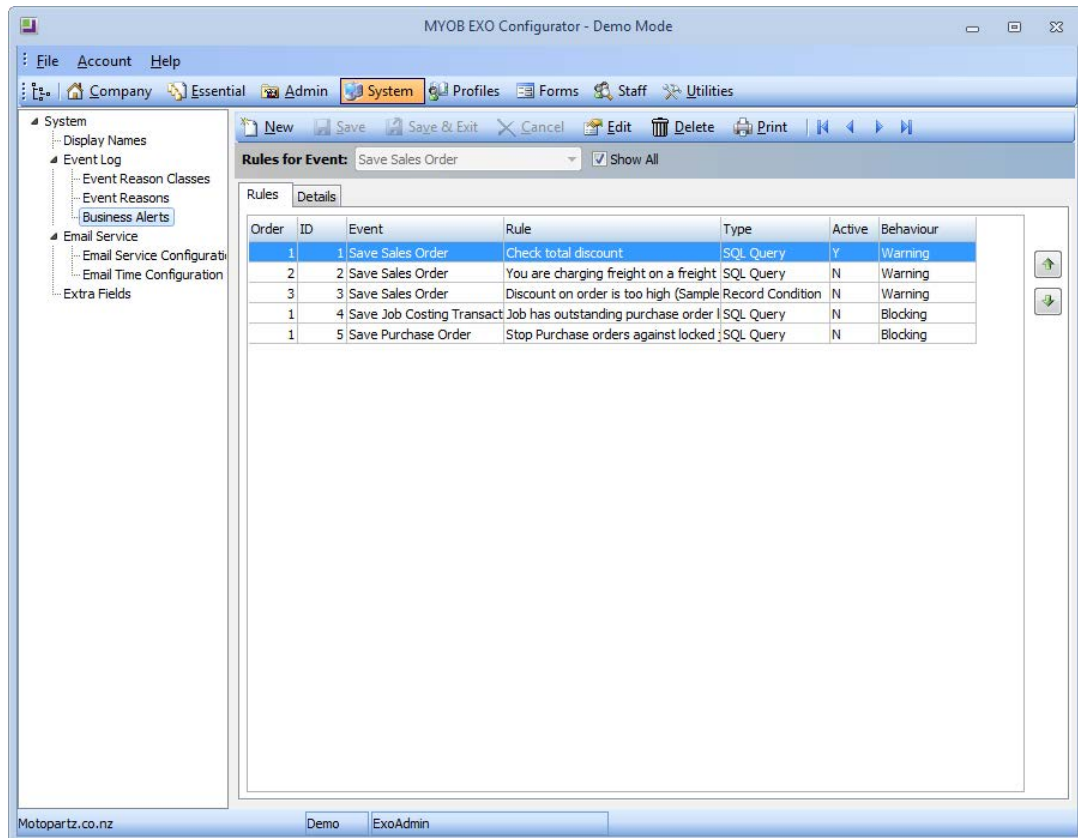 MYOB EXO Configurator - Demo Mode
File Account Help
Company Essential Admin System Profiles Forms Staff Utilities
System
Display Names
Event Log
Event Reason Classes
Event Reasons
Business Alerts
Email Service
Email Service Configurati
Email Time Configuration
Extra Fields
New Save Save & Exit Cancel Edit Delete Print
Rules for Event: Save Sales Order Show All
Rules Details
Order ID Event Rule Type Active Behaviour
1 1 Save Sales Order Check total discount SQL Query Y Warning
2 2 Save Sales Order You are charging freight on a freight SQL Query N Warning
3 3 Save Sales Order Discount on order is too high (Sample Record Condition N Warning
1 4 Save Job Costing Transact Job has outstanding purchase order l SQL Query N Blocking
1 5 Save Purchase Order Stop Purchase orders against locked SQL Query N Blocking
Motopartz.co.nz Demo ExoAdmin